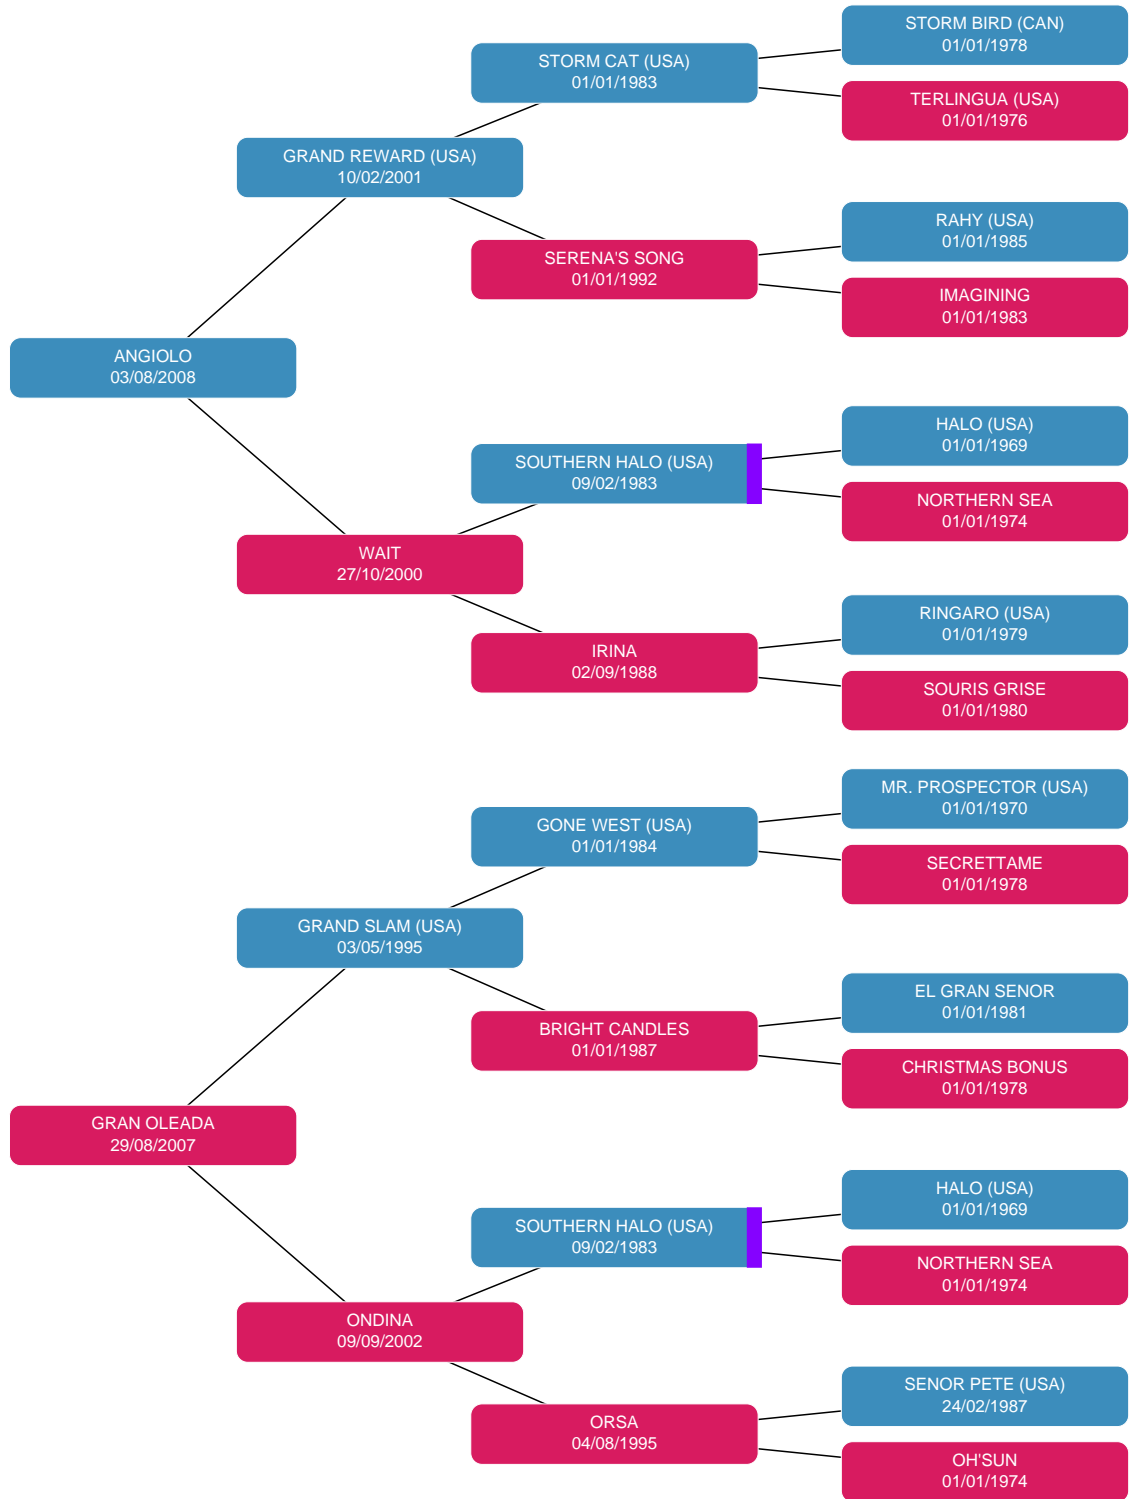 STORM BIRD (CAN)
01/01/1978
STORM CAT (USA)
01/01/1983
TERLINGUA (USA)
01/01/1976
GRAND REWARD (USA)
10/02/2001
RAHY (USA)
01/01/1985
SERENA'S SONG
01/01/1992
IMAGINING
01/01/1983
ANGIOLO
03/08/2008
HALO (USA)
01/01/1969
SOUTHERN HALO (USA)
09/02/1983
NORTHERN SEA
01/01/1974
WAIT
27/10/2000
RINGARO (USA)
01/01/1979
IRINA
02/09/1988
SOURIS GRISE
01/01/1980
MR. PROSPECTOR (USA)
01/01/1970
GONE WEST (USA)
01/01/1984
SECRETTAME
01/01/1978
GRAND SLAM (USA)
03/05/1995
EL GRAN SENOR
01/01/1981
BRIGHT CANDLES
01/01/1987
CHRISTMAS BONUS
01/01/1978
GRAN OLEADA
29/08/2007
HALO (USA)
01/01/1969
SOUTHERN HALO (USA)
09/02/1983
NORTHERN SEA
01/01/1974
ONDINA
09/09/2002
SENOR PETE (USA)
24/02/1987
ORSA
04/08/1995
OH'SUN
01/01/1974